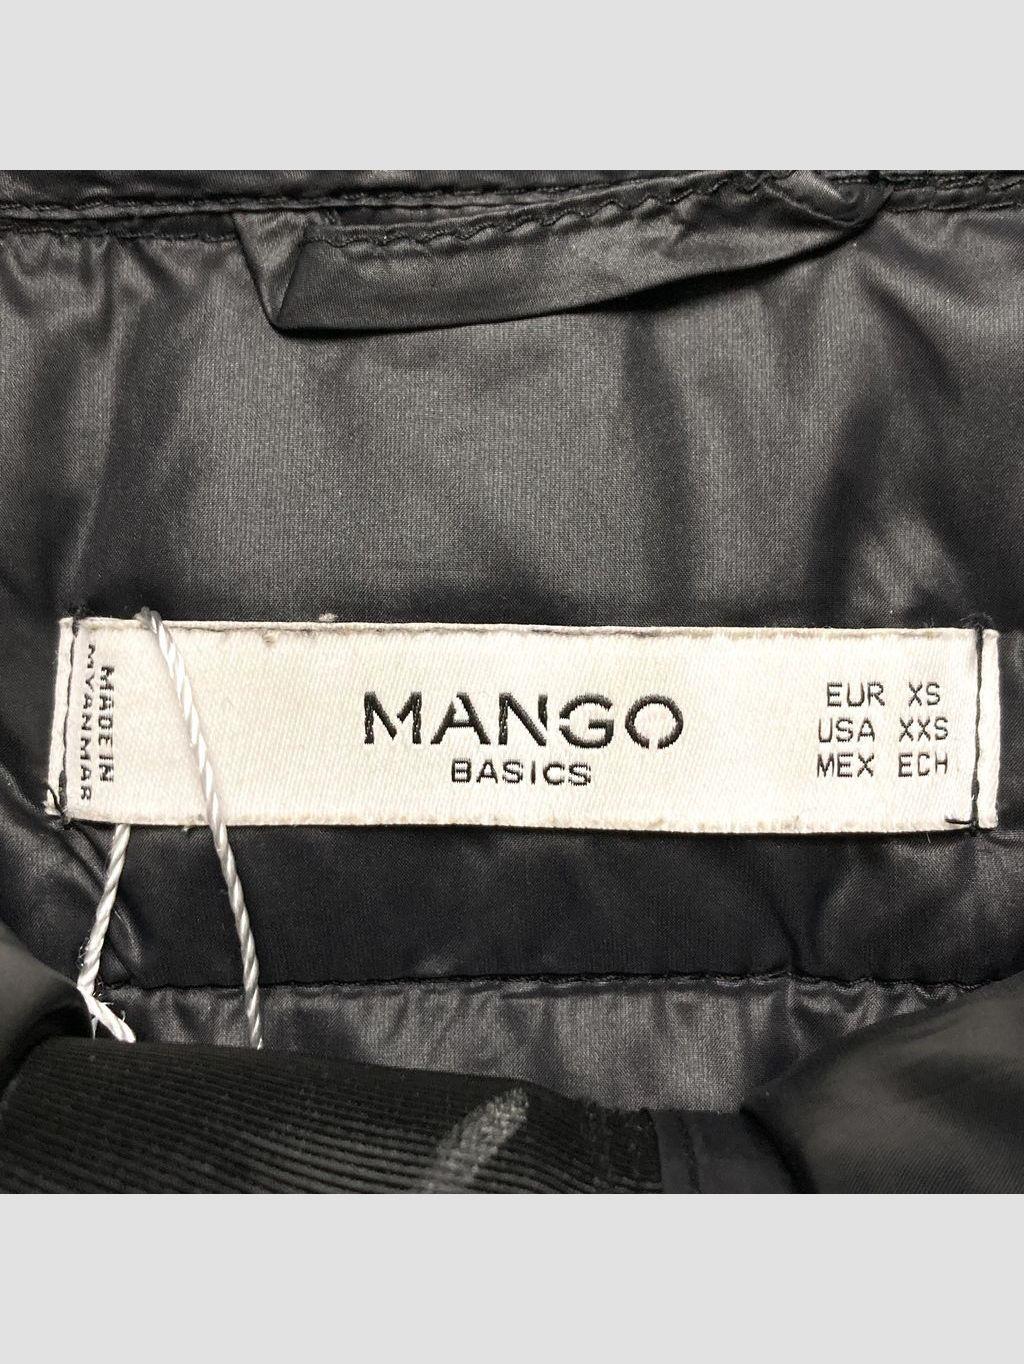 MADE IN
MYANMAR
MANGO
BASICS
EUR XS
USA XXS
MEX ECH